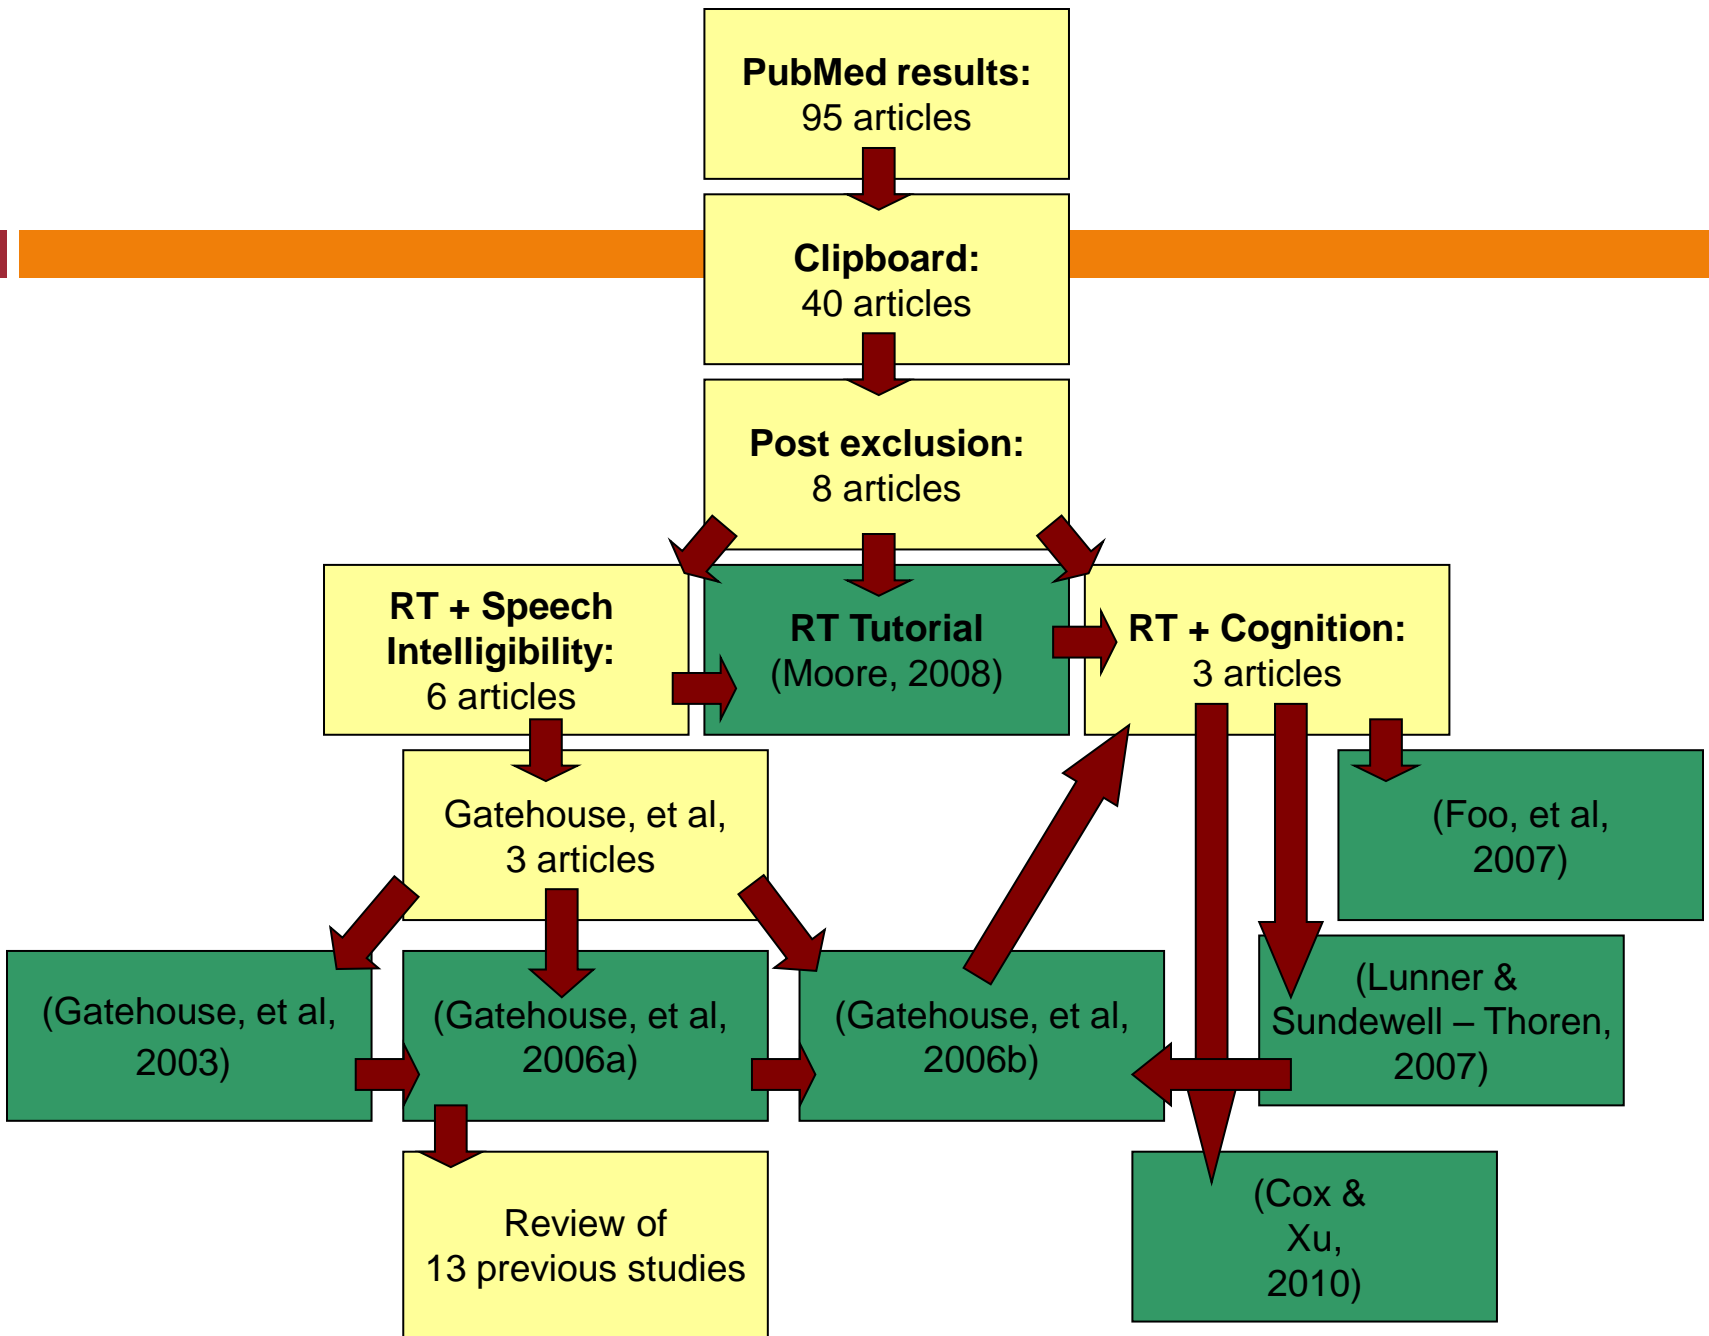 PubMed results:
95 articles
Clipboard:
40 articles
Post exclusion:
8 articles
RT + Speech
Intelligibility:
6 articles
RT Tutorial
(Moore, 2008)
RT + Cognition:
3 articles
Gatehouse, et al,
3 articles
(Foo, et al,
2007)
(Gatehouse, et al,
2003)
(Gatehouse, et al,
2006a)
(Gatehouse, et al,
2006b)
(Lunner &
Sundewell – Thoren,
2007)
Review of
13 previous studies
(Cox &
Xu,
2010)